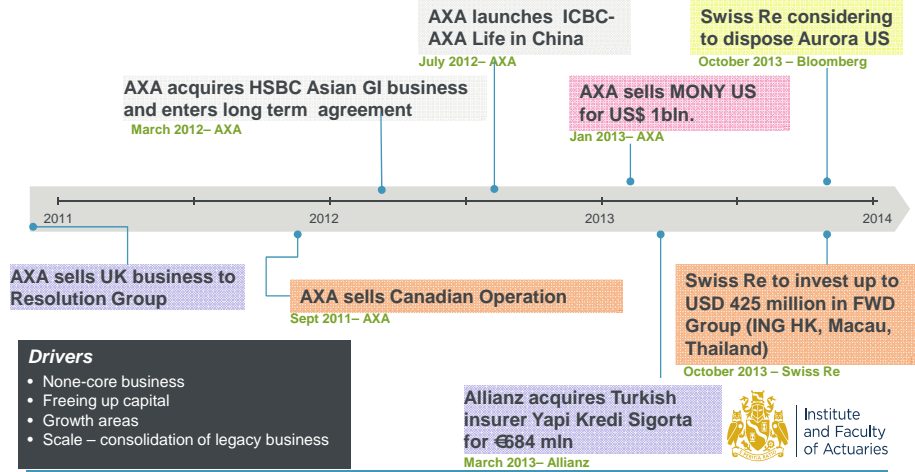 AXA launches ICBC-
AXA Life in China
July 2012– AXA
Swiss Re considering
to dispose Aurora US
October 2013 – Bloomberg
AXA acquires HSBC Asian GI business
and enters long term agreement
March 2012– AXA
AXA sells MONY US
for US$ 1bln.
Jan 2013– AXA
2011
2012
2013
2014
AXA sells UK business to
Resolution Group
AXA sells Canadian Operation
Sept 2011– AXA
Swiss Re to invest up to
USD 425 million in FWD
Group (ING HK, Macau,
Thailand)
October 2013 – Swiss Re
Drivers
• None-core business
• Freeing up capital
• Growth areas
• Scale – consolidation of legacy business
Allianz acquires Turkish
insurer Yapi Kredi Sigorta
for €684 mln
March 2013– Allianz
Institute
and Faculty
of Actuaries